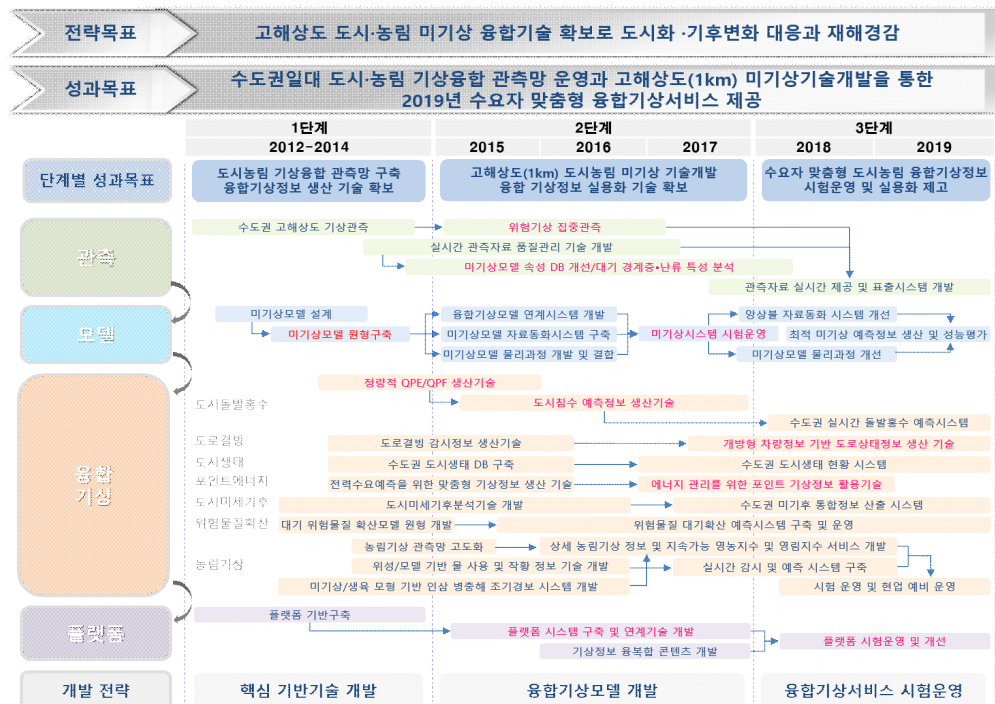 전략목표
고해상도 도시·농림 미기상 융합기술 확보로 도시화 ·기후변화 대응과 재해경감
성과목표
수도권일대 도시·농림 기상융합 관측망 운영과 고해상도(1km) 미기상기술개발을 통한
2019년 수요자 맞춤형 융합기상서비스 제공
1단계
2단계
3단계
2012-2014
2015
2016
2017
2018
2019
단계별 성과목표
도시농림 기상융합 관측망 구축
융합기상정보 생산 기술 확보
고해상도(1km) 도시농림 미기상 기술개발
융합 기상정보 실용화 기술 확보
수요자 맞춤형 도시농림 융합기상정보
시험운영 및 실용화 제고
관측
수도권 고해상도 기상관측
위험기상 집중관측
실시간 관측자료 품질관리 기술 개발
미기상모델 속성 DB 개선/대기 경계층•난류 특성 분석
관측자료 실시간 제공 및 표출시스템 개발
모델
미기상모델 설계
융합기상모델 연계시스템 개발
앙상블 자료동화 시스템 개선
미기상모델 원형구축
미기상모델 자료동화시스템 구축
미기상시스템 시험운영
최적 미기상 예측정보 생산 및 성능평가
미기상모델 물리과정 개발 및 결합
미기상모델 물리과정 개선
융합
기상
정량적 QPE/QPF 생산기술
도시돌발홍수
도시침수 예측정보 생산기술
수도권 실시간 돌발홍수 예측시스템
도로결빙
도로결빙 감시정보 생산기술
개방형 차량정보 기반 도로상태정보 생산 기술
도시생태
수도권 도시생태 DB 구축
수도권 도시생태 현황 시스템
포인트에너지
전력수요예측을 위한 맞춤형 기상정보 생산 기술
에너지 관리를 위한 포인트 기상정보 활용기술
도시미세기후
도시미세기후분석기술 개발
수도권 미기후 통합정보 산출 시스템
위험물질확산
대기 위험물질 확산모델 원형 개발
위험물질 대기확산 예측시스템 구축 및 운영
농림기상
농림기상 관측망 고도화
상세 농림기상 정보 및 지속가능 영농지수 및 영림지수 서비스 개발
위성/모델 기반 물 사용 및 작황 정보 기술 개발
실시간 감시 및 예측 시스템 구축
미기상/생육 모형 기반 인삼 병충해 조기경보 시스템 개발
시험 운영 및 현업 예비 운영
플랫폼
플랫폼 기반구축
플랫폼 시스템 구축 및 연계기술 개발
플랫폼 시험운영 및 개선
기상정보 융복합 콘텐츠 개발
개발 전략
핵심 기반기술 개발
융합기상모델 개발
융합기상서비스 시험운영